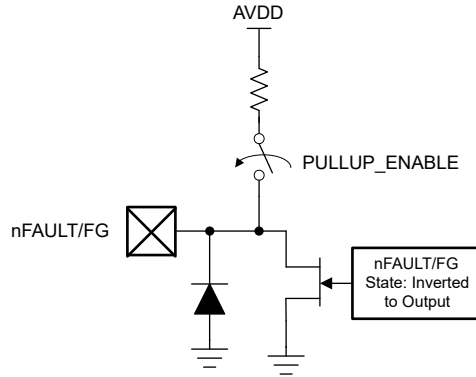 AVDD
PULLUP_ENABLE
nFAULT/FG
nFAULT/FG
State: Inverted
to Output